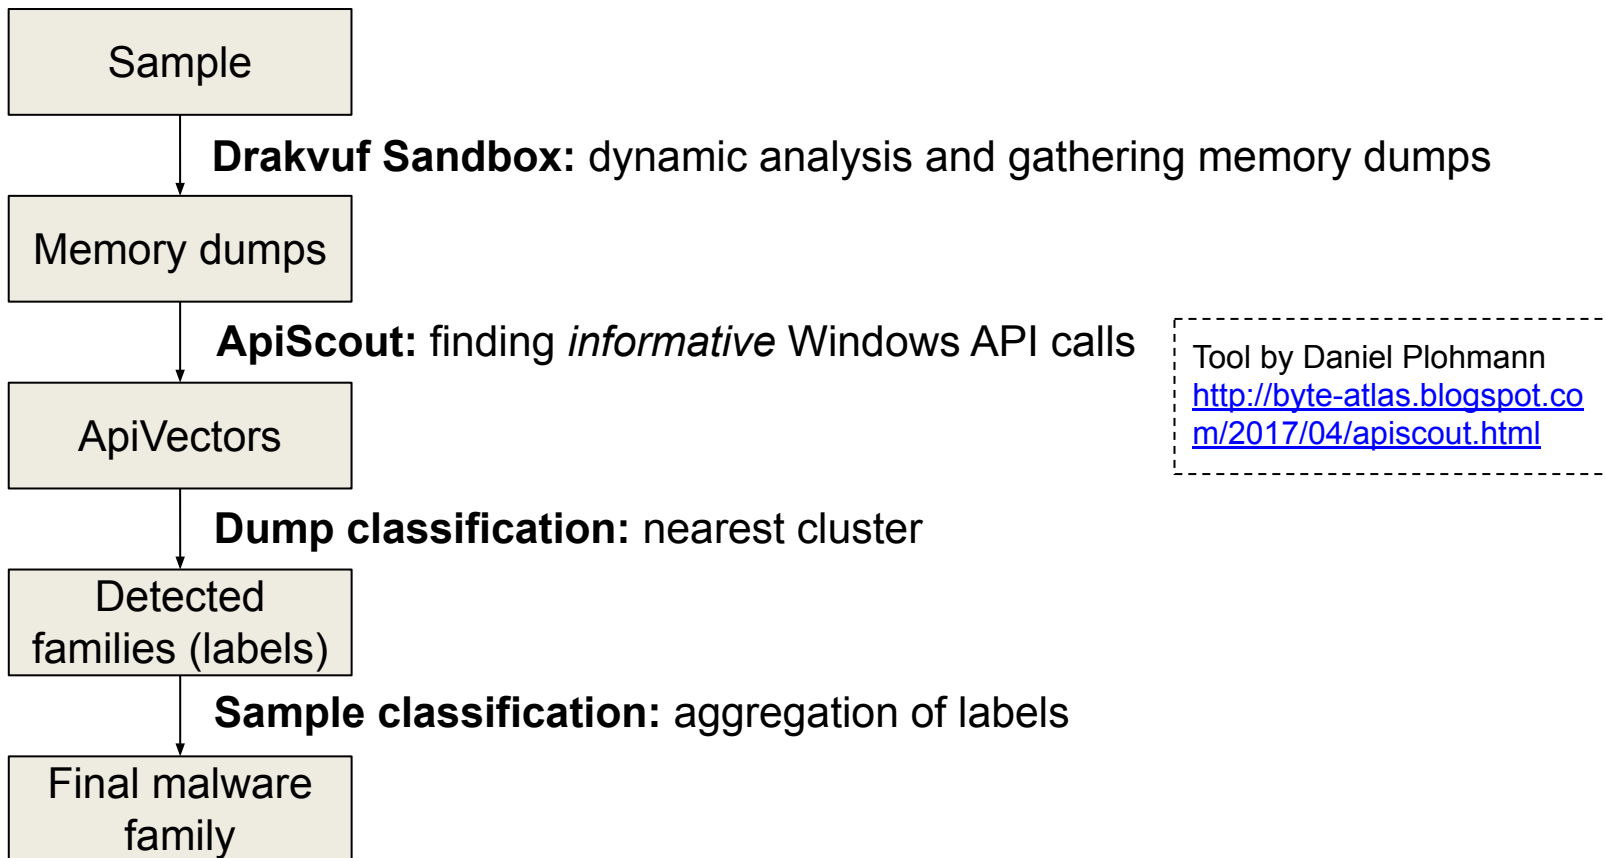 Sample
Drakvuf Sandbox: dynamic analysis and gathering memory dumps
Memory dumps
ApiScout: finding informative Windows API calls
Tool by Daniel Plohmann
http://byte-atlas.blogspot.co
m/2017/04/apiscout.html
ApiVectors
Dump classification: nearest cluster
Detected
families (labels)
Sample classification: aggregation of labels
Final malware
family